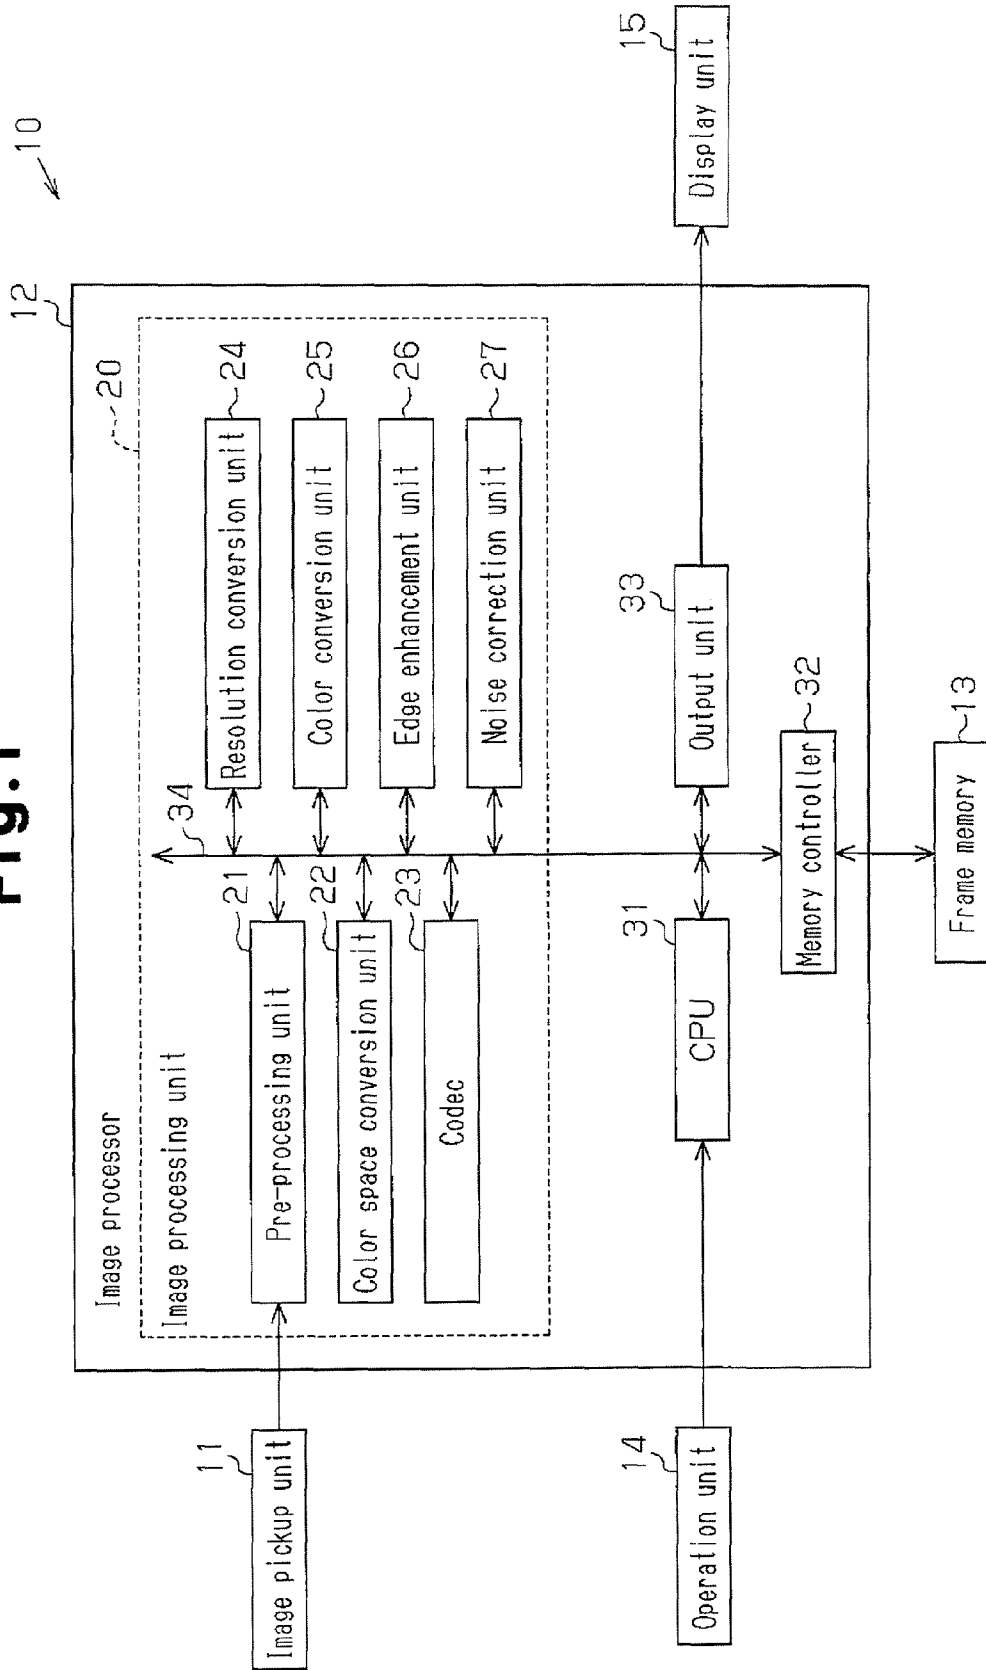 Fig.1
10
12
Image processor
20
Image processing unit
34
11
Image pickup unit
21
Pre-processing unit
24
Resolution conversion unit
22
Color space conversion unit
25
Color conversion unit
23
Codec
26
Edge enhancement unit
27
Noise correction unit
14
Operation unit
31
CPU
33
Output unit
15
Display unit
32
Memory controller
13
Frame memory